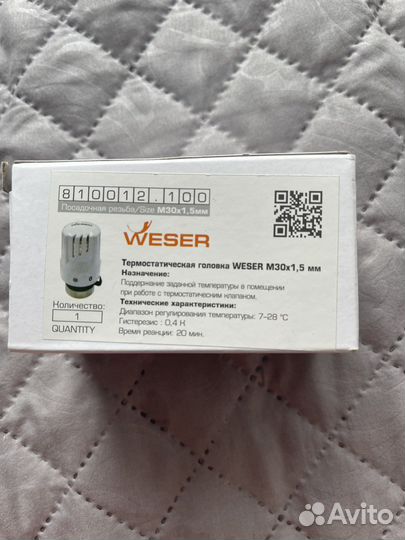 810012.100
Посадочная резьба/Size M30x1,5мм
WESER
Термостатическая головка WESER M30x1,5 мм
Назначение:
Поддержание заданной температуры в помещении
при работе с термостатическим клапаном.
Технические характеристики:
Диапазон регулирования температуры: 7–28 °C
Гистерезис : 0,4 К
Время реакции: 20 мин.
Количество:
1
QUANTITY
Avito